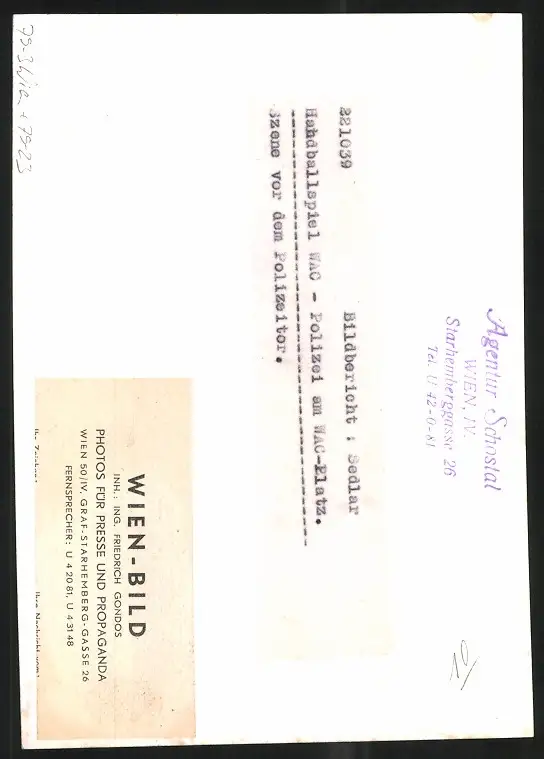 Agentur Schostal
WIEN, IV.
Starhemberggasse 26
Tel. U 42-0-81
221039 Bildbericht : Sedlar
Handballspiel WAC - Polizei am WAC-Platz.
Szene vor dem Polizeitor.
WIEN-BILD
INH.: ING. FRIEDRICH GONDOS
PHOTOS FÜR PRESSE UND PROPAGANDA
WIEN 50/IV, GRAF-STARHEMBERG-GASSE 26
FERNSPRECHER: U 4 20 81, U 4 31 48